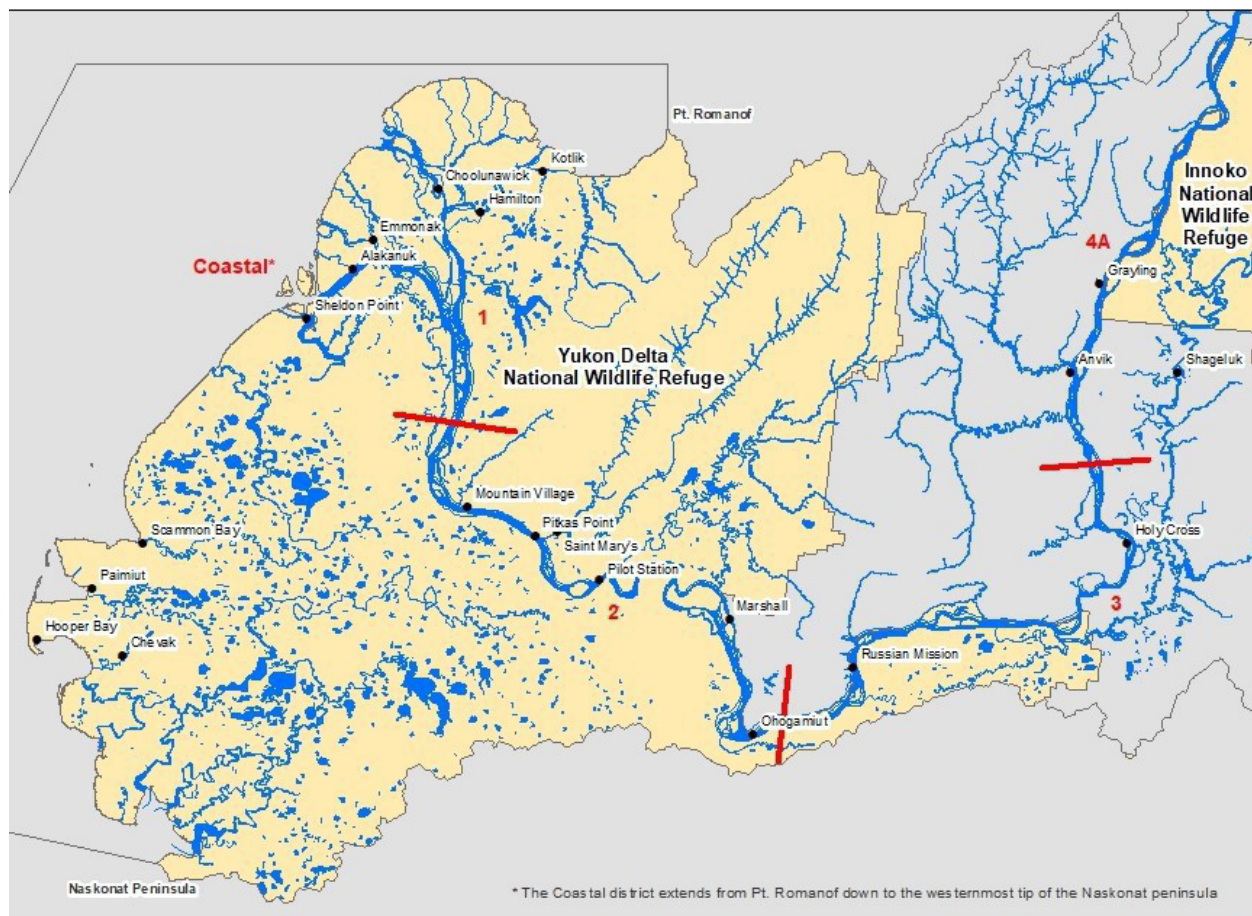 Pt. Romanof
Kotlik
Choolunawick
Hamilton
Innoko
National
Wildlife
Refuge
Emmonak
4A
Alakanuk
Coastal*
Grayling
Sheldon Point
1
Yukon Delta
National Wildlife Refuge
Anvik
Shageluk
Mountain Village
Pitkas Point
Saint Mary's
Scammon Bay
Holy Cross
Pilot Station
Paimiut
2
Marshall
3
Hooper Bay
Chevak
Russian Mission
Ohogamiut
Naskonat Peninsula
* The Coastal district extends from Pt. Romanof down to the westernmost tip of the Naskonat peninsula